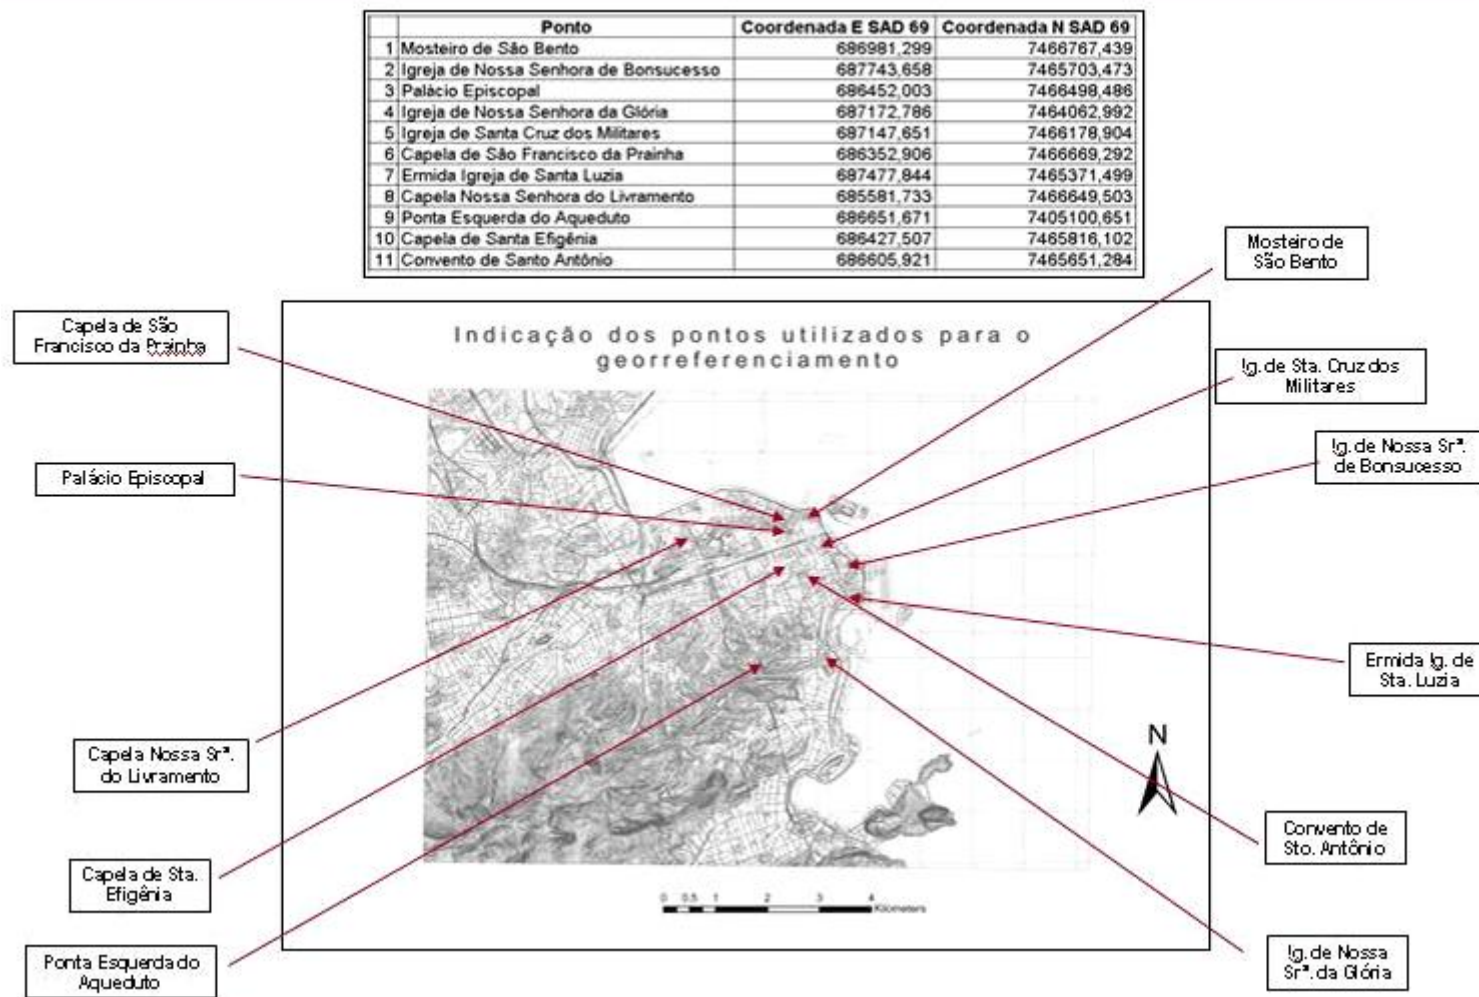 Ponto Coordenada E SAD 69 Coordenada N SAD 69
1 Mosteiro de São Bento 686981,299 7466767,439
2 Igreja de Nossa Senhora de Bonsucesso 687743,658 7465703,473
3 Palácio Episcopal 686452,003 7466498,486
4 Igreja de Nossa Senhora da Glória 687172,786 7464062,992
5 Igreja de Santa Cruz dos Militares 687147,651 7466178,904
6 Capela de São Francisco da Prainha 686352,906 7466669,292
7 Ermida Igreja de Santa Luzia 687477,844 7465371,499
8 Capela Nossa Senhora do Livramento 685581,733 7466649,503
9 Ponta Esquerda do Aqueduto 686651,671 7405100,651
10 Capela de Santa Efigênia 686427,507 7465816,102
11 Convento de Santo Antônio 686605,921 7465651,284
Mosteiro de
São Bento
Capela de São
Francisco da Prainha
Indicação dos pontos utilizados para o
georreferenciamento
Ig. de Sta. Cruz dos
Militares
Ig. de Nossa Srª.
de Bonsucesso
Palácio Episcopal
Ermida Ig. de
Sta. Luzia
Capela Nossa Srª.
do Livramento
N
Convento de
Sto. Antônio
Capela de Sta.
Efigênia
0 0.5 1 2 3 4
Kilometers
Ponta Esquerda do
Aqueduto
Ig. de Nossa
Srª. da Glória